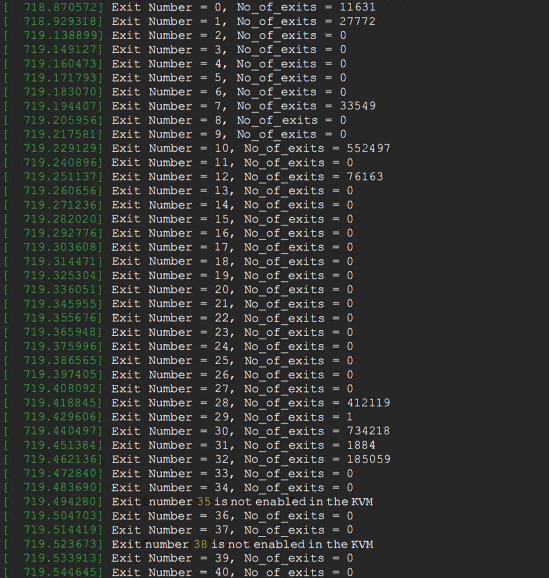 [  718.870572] Exit Number = 0, No_of_exits = 11631
[  718.929318] Exit Number = 1, No_of_exits = 27772
[  719.138899] Exit Number = 2, No_of_exits = 0
[  719.149127] Exit Number = 3, No_of_exits = 0
[  719.160473] Exit Number = 4, No_of_exits = 0
[  719.171793] Exit Number = 5, No_of_exits = 0
[  719.183070] Exit Number = 6, No_of_exits = 0
[  719.194407] Exit Number = 7, No_of_exits = 33549
[  719.205956] Exit Number = 8, No_of_exits = 0
[  719.217581] Exit Number = 9, No_of_exits = 0
[  719.229129] Exit Number = 10, No_of_exits = 552497
[  719.240896] Exit Number = 11, No_of_exits = 0
[  719.251137] Exit Number = 12, No_of_exits = 76163
[  719.260656] Exit Number = 13, No_of_exits = 0
[  719.271236] Exit Number = 14, No_of_exits = 0
[  719.282020] Exit Number = 15, No_of_exits = 0
[  719.292776] Exit Number = 16, No_of_exits = 0
[  719.303608] Exit Number = 17, No_of_exits = 0
[  719.314471] Exit Number = 18, No_of_exits = 0
[  719.325304] Exit Number = 19, No_of_exits = 0
[  719.336051] Exit Number = 20, No_of_exits = 0
[  719.345955] Exit Number = 21, No_of_exits = 0
[  719.355676] Exit Number = 22, No_of_exits = 0
[  719.365948] Exit Number = 23, No_of_exits = 0
[  719.375996] Exit Number = 24, No_of_exits = 0
[  719.386565] Exit Number = 25, No_of_exits = 0
[  719.397405] Exit Number = 26, No_of_exits = 0
[  719.408092] Exit Number = 27, No_of_exits = 0
[  719.418845] Exit Number = 28, No_of_exits = 412119
[  719.429606] Exit Number = 29, No_of_exits = 1
[  719.440497] Exit Number = 30, No_of_exits = 734218
[  719.451384] Exit Number = 31, No_of_exits = 1884
[  719.462136] Exit Number = 32, No_of_exits = 185059
[  719.472840] Exit Number = 33, No_of_exits = 0
[  719.483690] Exit Number = 34, No_of_exits = 0
[  719.494280] Exit number 35 is not enabled in the KVM
[  719.504703] Exit Number = 36, No_of_exits = 0
[  719.514419] Exit Number = 37, No_of_exits = 0
[  719.523673] Exit number 38 is not enabled in the KVM
[  719.533913] Exit Number = 39, No_of_exits = 0
[  719.544645] Exit Number = 40, No_of_exits = 0